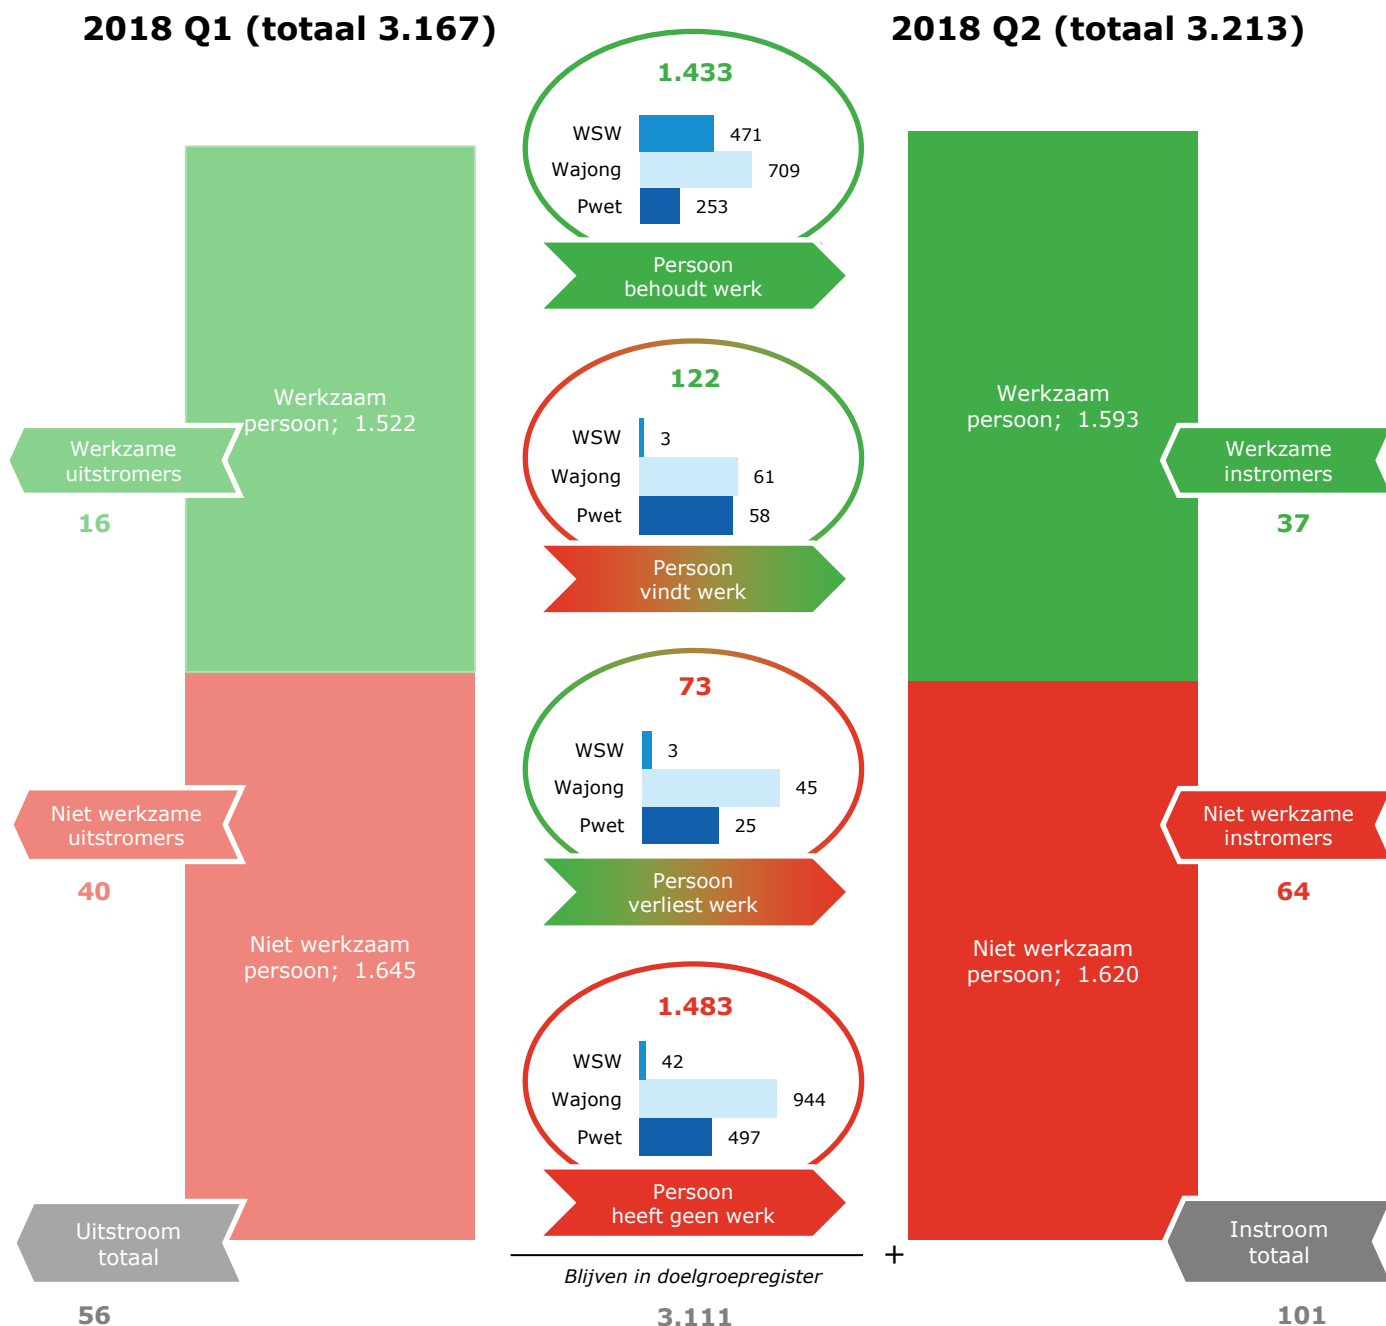 2018 Q1 (totaal 3.167)
2018 Q2 (totaal 3.213)
1.433
WSW 471
Wajong 709
Pwet 253
Persoon
behoudt werk
122
WSW 3
Wajong 61
Pwet 58
Persoon
vindt werk
73
WSW 3
Wajong 45
Pwet 25
Persoon
verliest werk
1.483
WSW 42
Wajong 944
Pwet 497
Persoon
heeft geen werk
Blijven in doelgroepregister
3.111
+
Werkzaam
persoon; 1.522
Werkzame
uitstromers
16
Niet werkzame
uitstromers
40
Niet werkzaam
persoon; 1.645
Uitstroom
totaal
56
Werkzaam
persoon; 1.593
Werkzame
instromers
37
Niet werkzame
instromers
64
Niet werkzaam
persoon; 1.620
Instroom
totaal
101